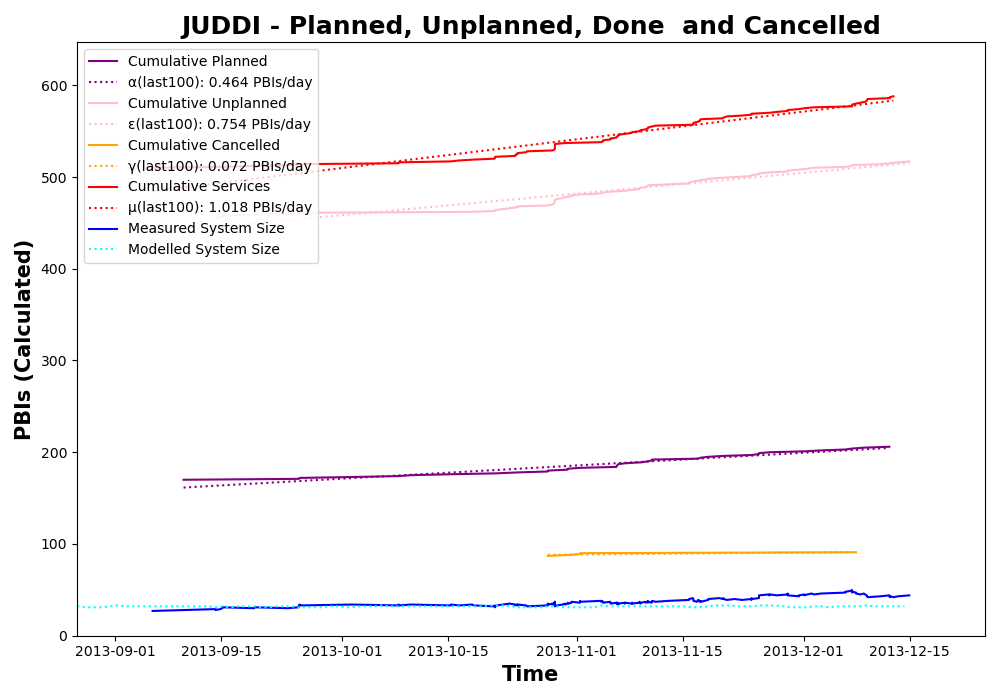 JUDDI - Planned, Unplanned, Done  and Cancelled
PBIs (Calculated)
600
500
400
300
200
100
0
Cumulative Planned
α(last100): 0.464 PBIs/day
Cumulative Unplanned
ε(last100): 0.754 PBIs/day
Cumulative Cancelled
γ(last100): 0.072 PBIs/day
Cumulative Services
μ(last100): 1.018 PBIs/day
Measured System Size
Modelled System Size
2013-09-01 2013-09-15 2013-10-01 2013-10-15 2013-11-01 2013-11-15 2013-12-01 2013-12-15
Time